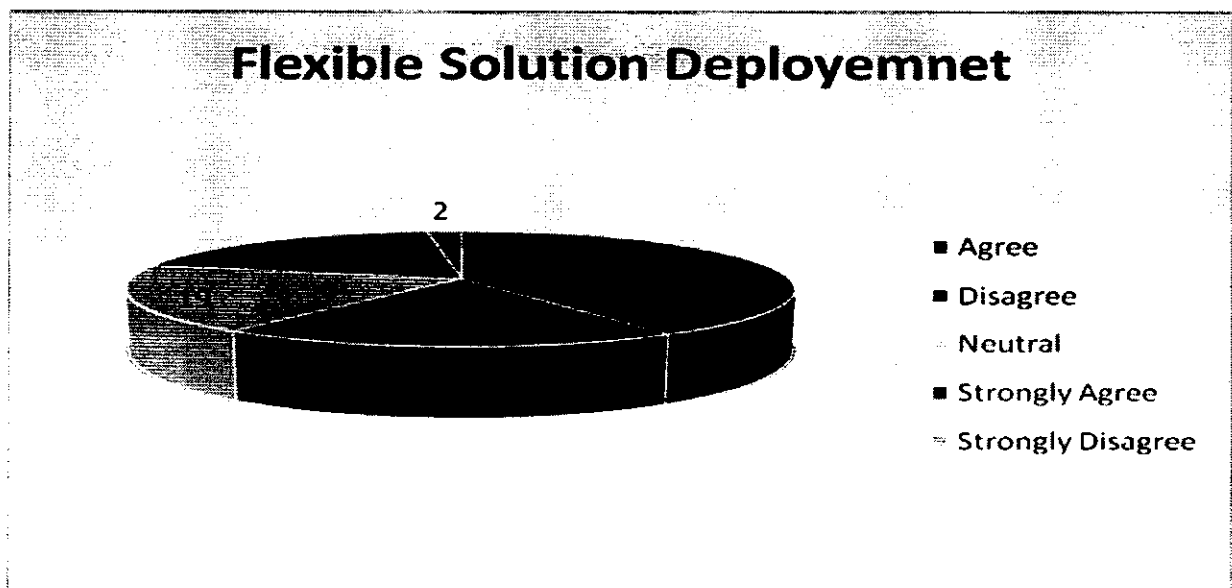 Flexible Solution Deployemnet
2
Agree
Disagree
Neutral
Strongly Agree
Strongly Disagree